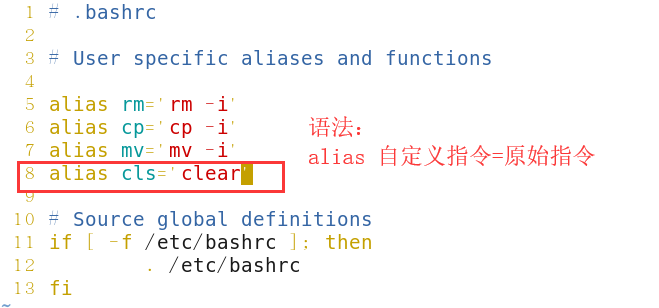 1 # .bashrc
2
3 # User specific aliases and functions
4
5 alias rm='rm -i'
6 alias cp='cp -i'
7 alias mv='mv -i'
8 alias cls='clear'
9
10 # Source global definitions
11 if [ -f /etc/bashrc ]; then
12         . /etc/bashrc
13 fi
~
语法：
alias 自定义指令=原始指令